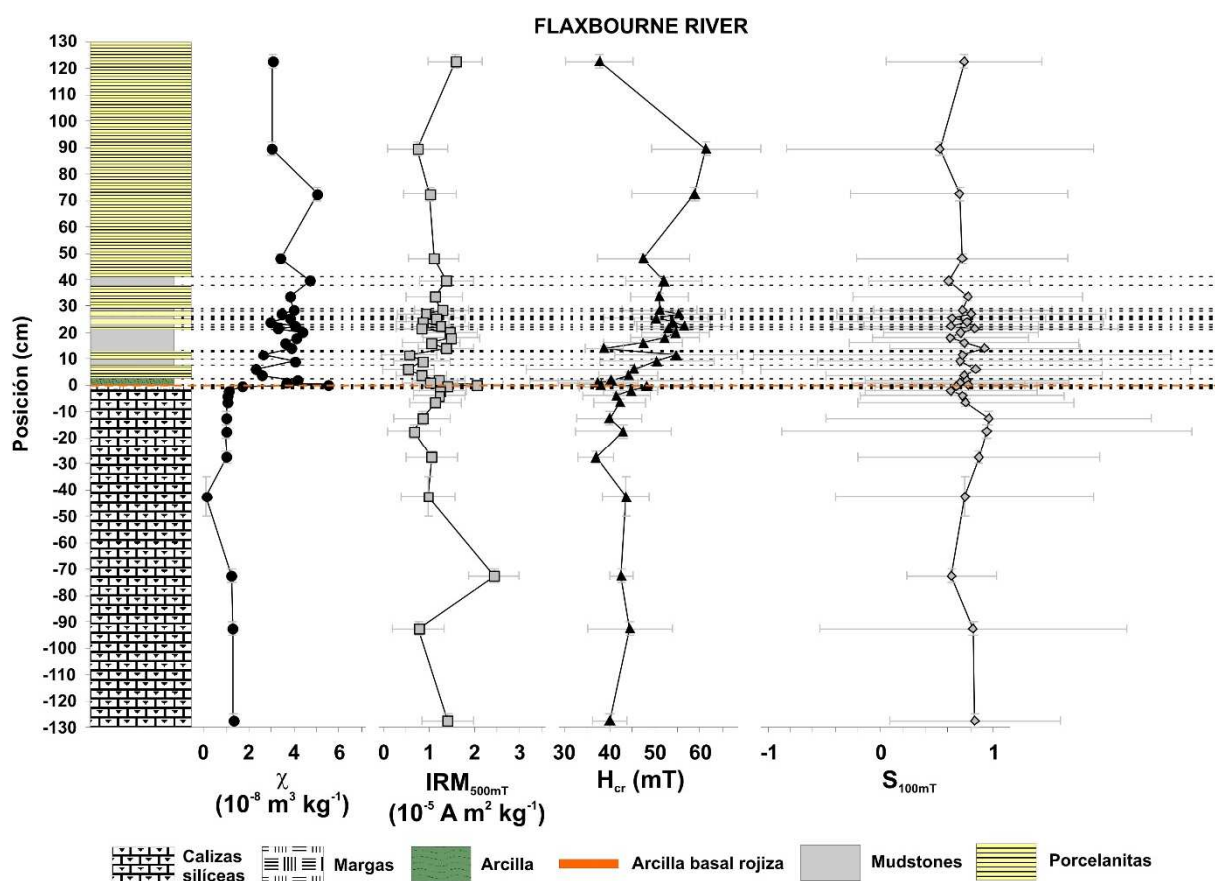 FLAXBOURNE RIVER
Posición (cm)
130
120
110
100
90
80
70
60
50
40
30
20
10
0
-10
-20
-30
-40
-50
-60
-70
-80
-90
-100
-110
-120
-130
0 2 4 6 8
0 1 2 3
30 40 50 60
-1 0 1
χ
(10⁻⁸ m³ kg⁻¹)
IRM500mT
(10⁻⁵ A m² kg⁻¹)
Hcr (mT)
S100mT
Calizas
silíceas
Margas
Arcilla
Arcilla basal rojiza
Mudstones
Porcelanitas